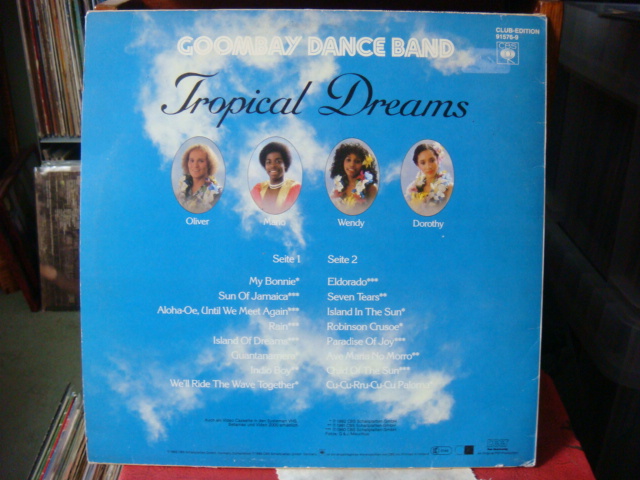 GOOMBAY DANCE BAND
CLUB-EDITION
91076-5
CBS
Tropical Dreams
Oliver
Mario
Wendy
Dorothy
Seite 1
My Bonnie*
Sun Of Jamaica***
Aloha-Oe, Until We Meet Again***
Rain***
Island Of Dreams***
Guantanamera*
Indio Boy**
We'll Ride The Wave Together*
Seite 2
Eldorado***
Seven Tears**
Island In The Sun*
Robinson Crusoe*
Paradise Of Joy***
Ave Maria No Morro**
Child Of The Sun***
Cu-Cu-Rru-Cu-Cu Paloma*